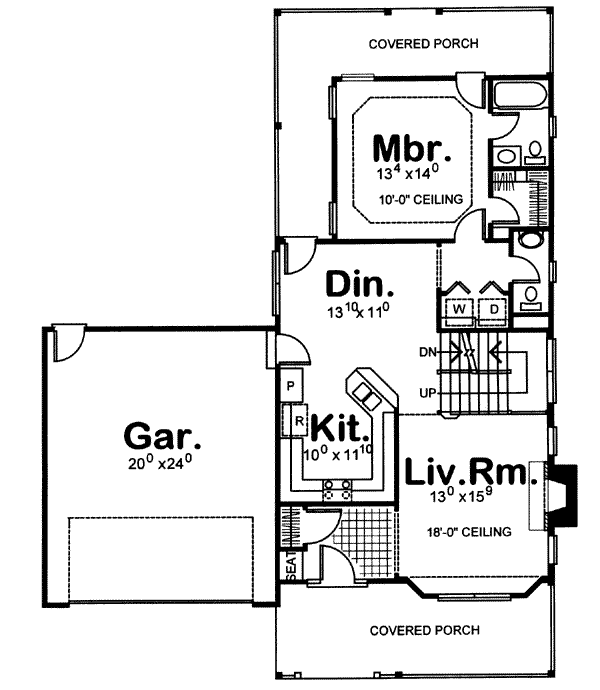 COVERED PORCH
Mbr.
13⁴ x14⁰
10'-0" CEILING
Din.
13¹⁰ x 11⁰
W
D
DN
UP
P
R
Kit.
10⁰ x 11¹⁰
Gar.
20⁰ x24⁰
Liv.Rm.
13⁰ x15⁹
18'-0" CEILING
SEAT
COVERED PORCH